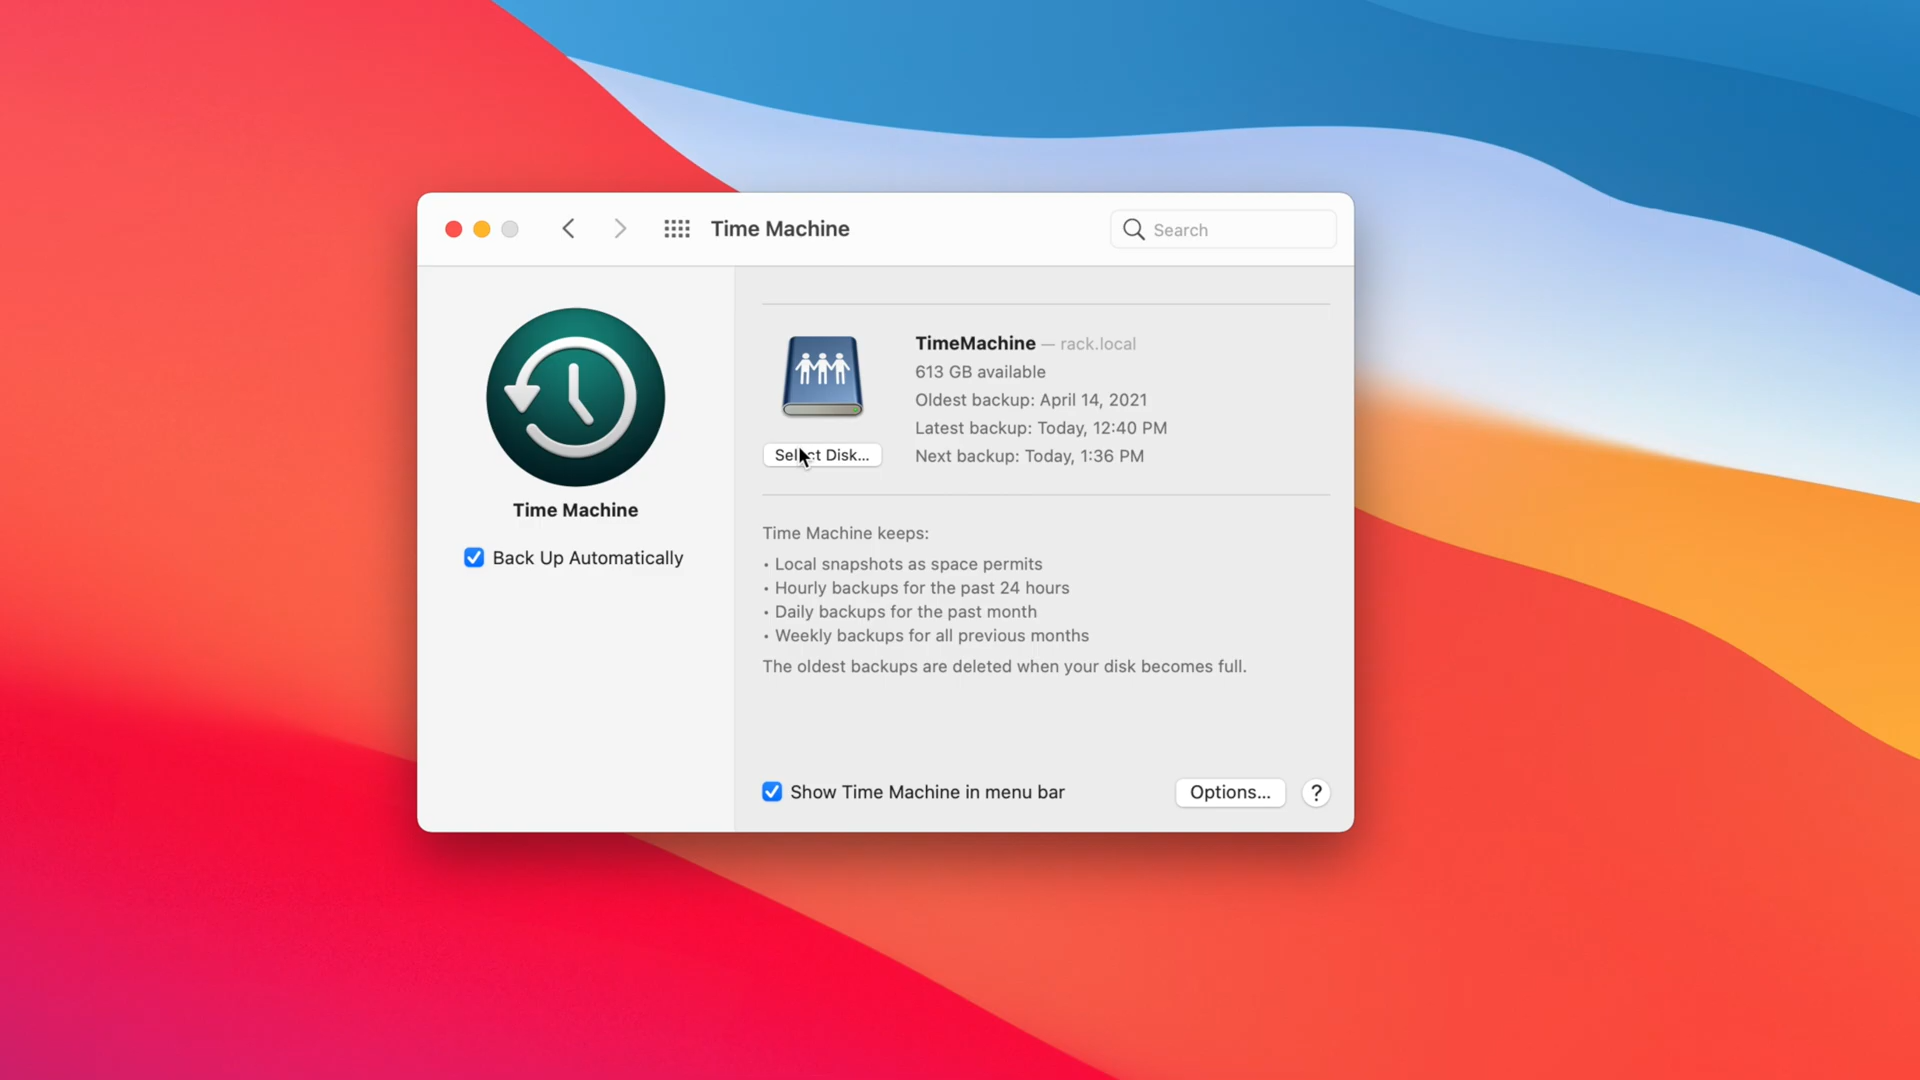 Time Machine
Search
Time Machine
Back Up Automatically
TimeMachine — rack.local
613 GB available
Oldest backup: April 14, 2021
Latest backup: Today, 12:40 PM
Next backup: Today, 1:36 PM
Select Disk...
Time Machine keeps:
• Local snapshots as space permits
• Hourly backups for the past 24 hours
• Daily backups for the past month
• Weekly backups for all previous months
The oldest backups are deleted when your disk becomes full.
Show Time Machine in menu bar
Options...
?